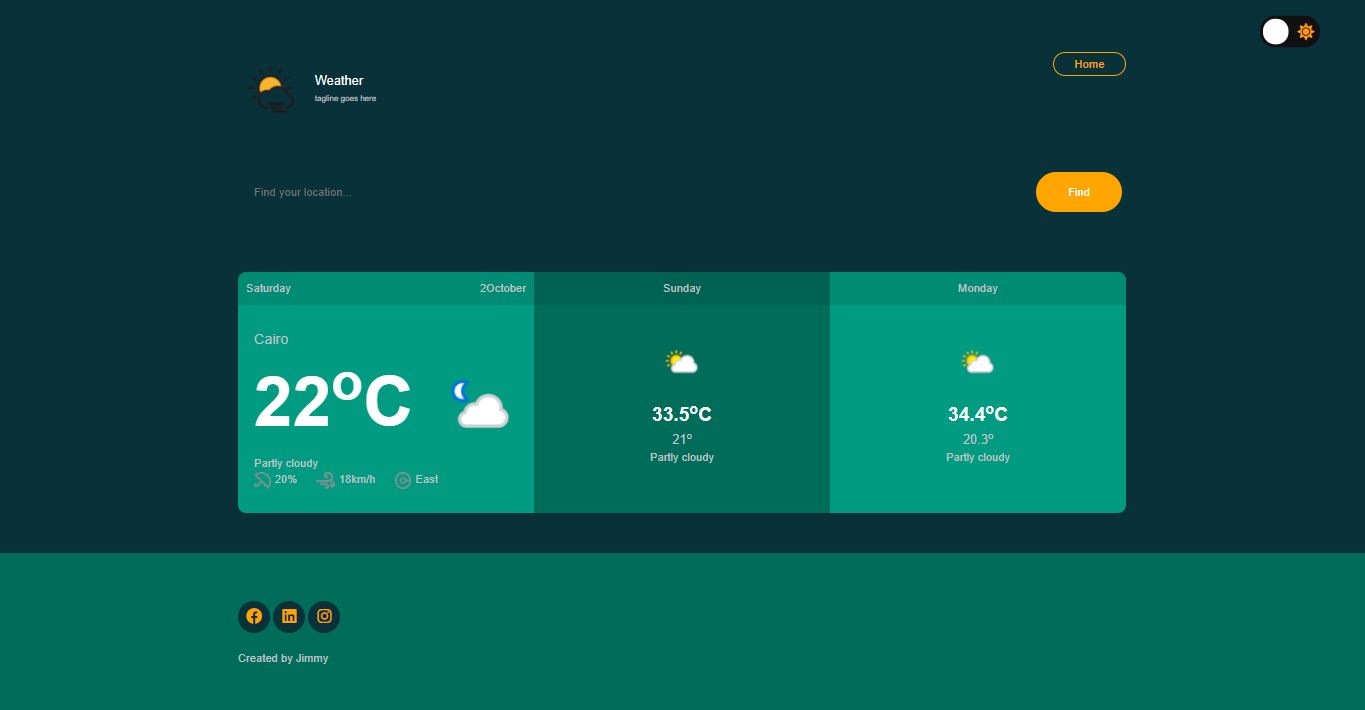 Home
Weather
tagline goes here
Find your location...
Find
Saturday
2October
Sunday
Monday
Cairo
22ºC
Partly cloudy
20%
18km/h
East
33.5ºC
21º
Partly cloudy
34.4ºC
20.3º
Partly cloudy
Created by Jimmy